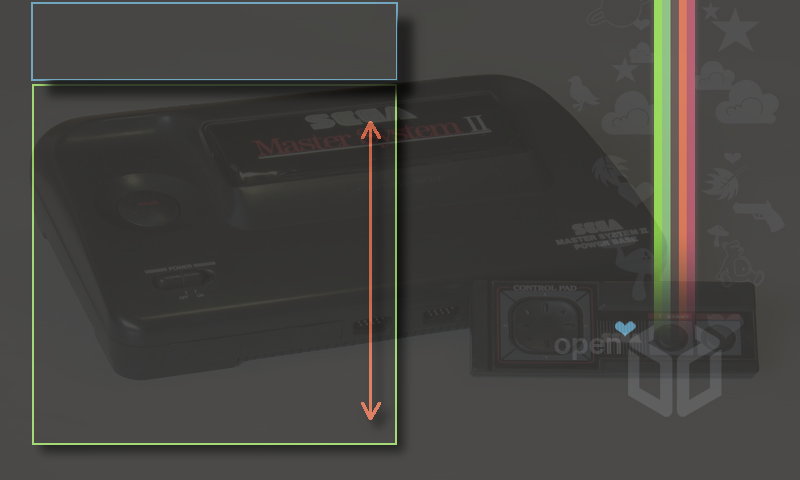 SEGA
Master System II
SEGA
MASTER SYSTEM II
POWER BASE
CONTROL PAD
open